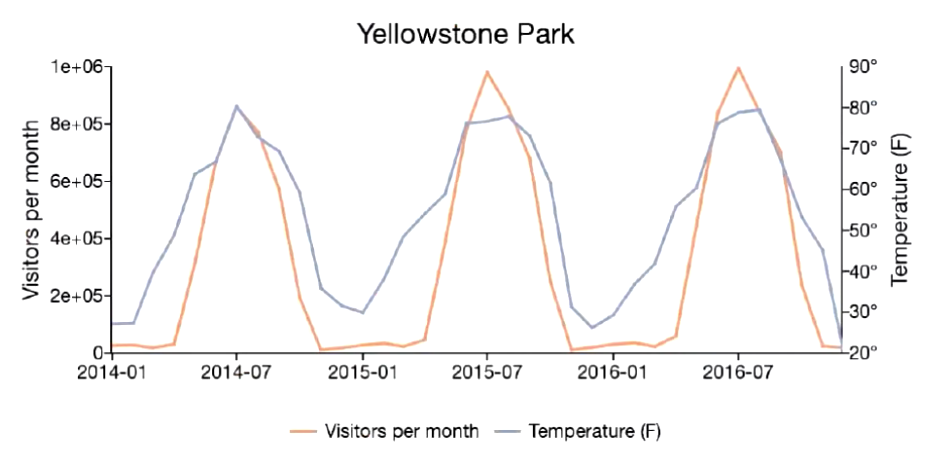 Yellowstone Park
1e+06
8e+05
6e+05
4e+05
2e+05
0
Visitors per month
90°
80°
70°
60°
50°
40°
30°
20°
Temperature (F)
2014-01 2014-07 2015-01 2015-07 2016-01 2016-07
Visitors per month Temperature (F)